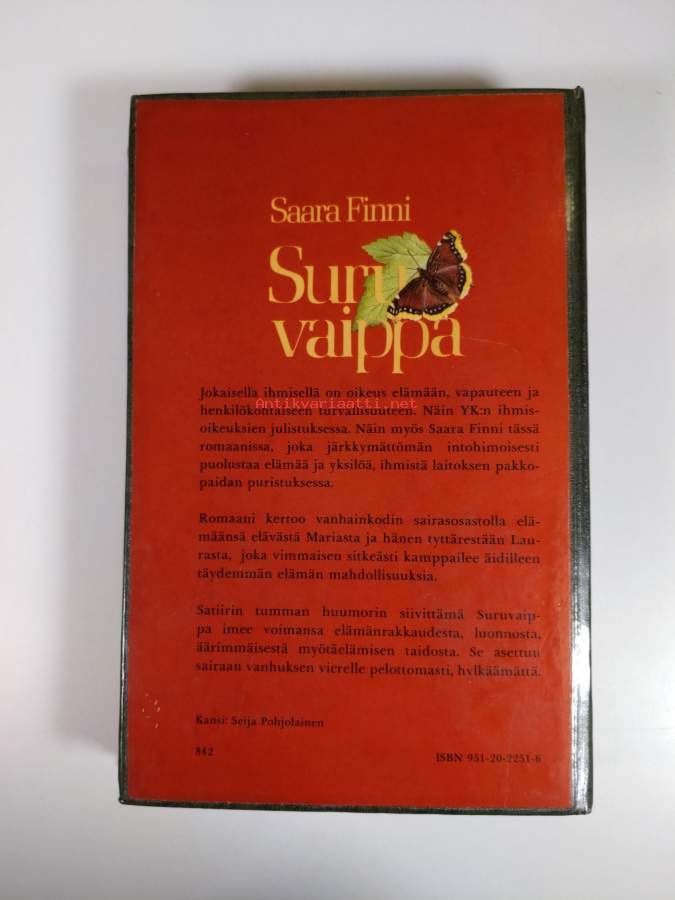 Saara Finni
Suru
vaippa
Jokaisella ihmisellä on oikeus elämään, vapauteen ja
Antikvariaatti.net
henkilökohtaiseen turvallisuuteen. Näin YK:n ihmis-
oikeuksien julistuksessa. Näin myös Saara Finni tässä
romaanissa, joka järkkymättömän intohimoisesti
puolustaa elämää ja yksilöä, ihmistä laitoksen pakko-
paidan puristuksessa.
Romaani kertoo vanhainkodin sairasosastolla elä-
määnsä elävästä Mariasta ja hänen tyttärestään Lau-
rasta, joka vimmaisen sitkeästi kamppailee äidilleen
täydemmän elämän mahdollisuuksia.
Satiirin tumman huumorin siivittämä Suruvaip-
pa imee voimansa elämänrakkaudesta, luonnosta,
äärimmäisestä myötäelämisen taidosta. Se asettuu
sairaan vanhuksen vierelle pelottomasti, hylkäämättä.
Kansi: Seija Pohjolainen
842
ISBN 951-20-2251-6